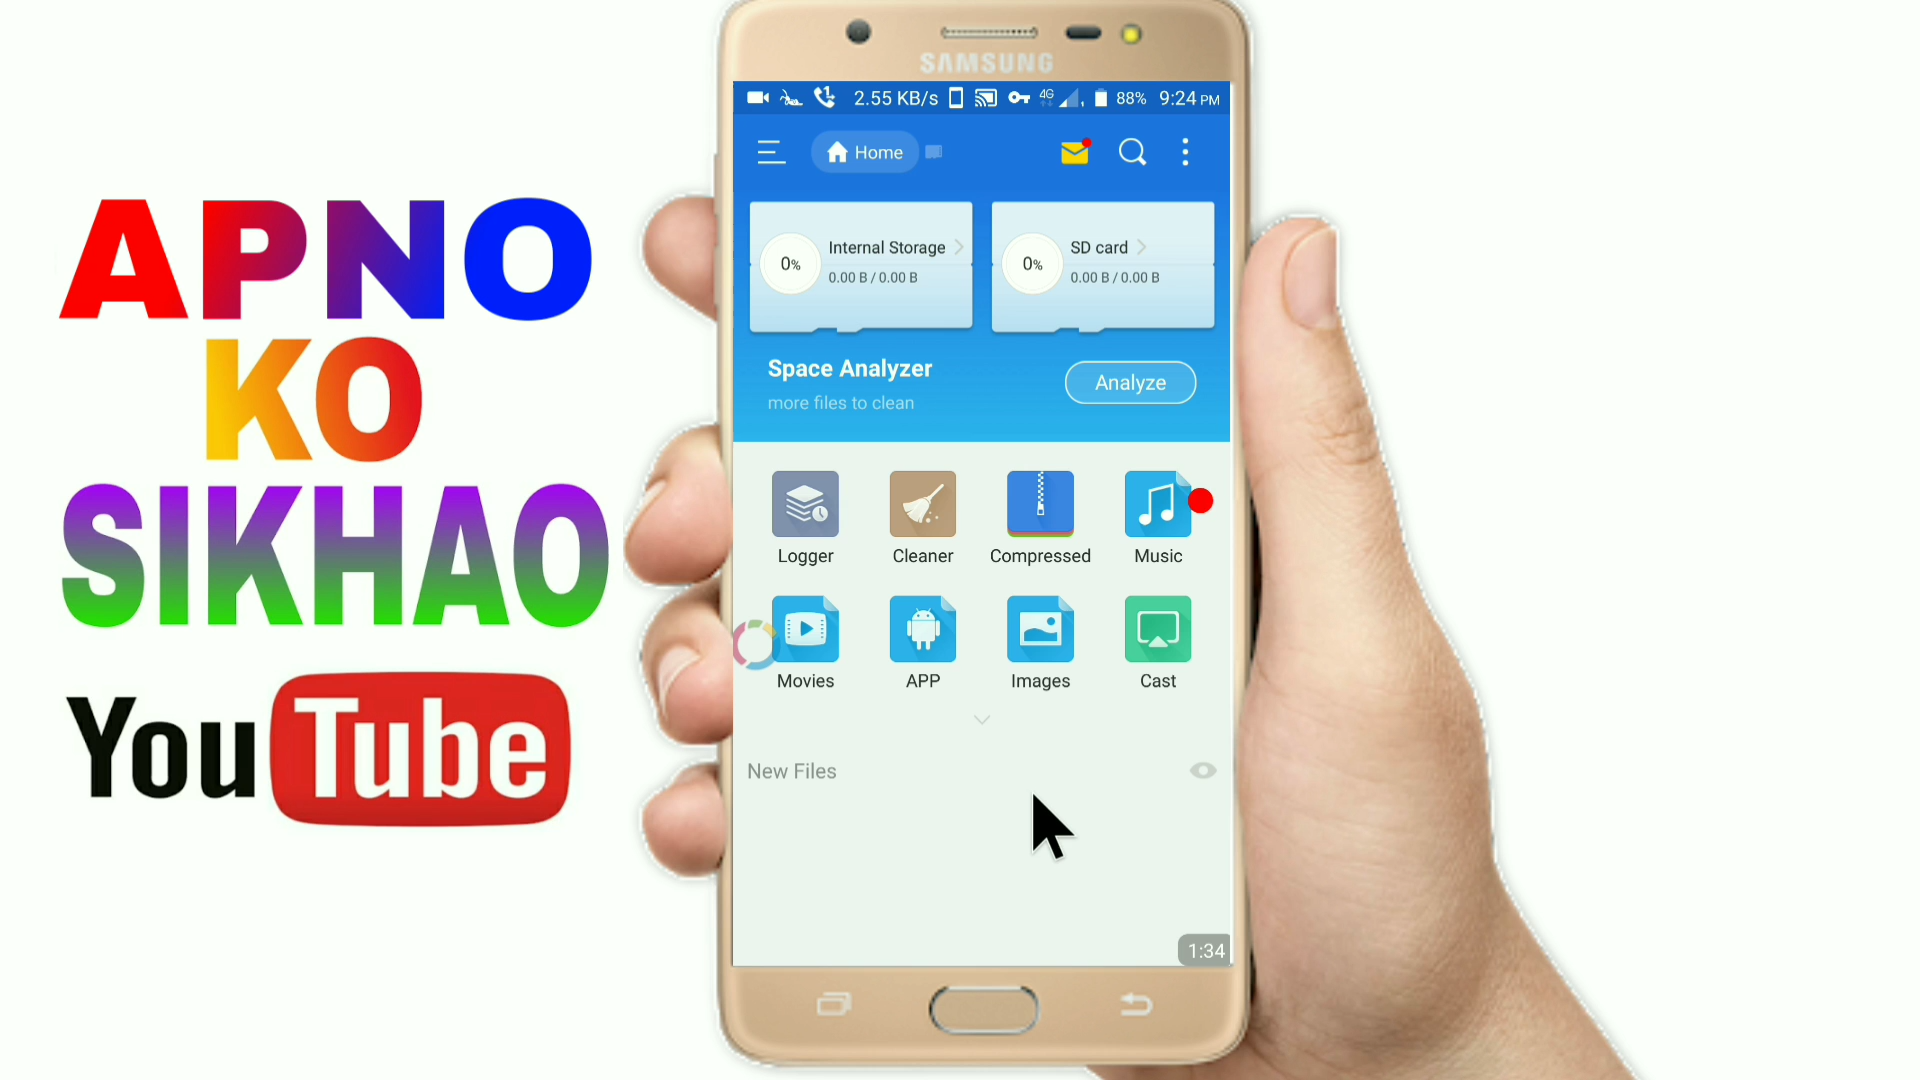 SAMSUNG
2.55 KB/s 4G 88% 9:24 PM
Home
Internal Storage
0%
0.00 B / 0.00 B
SD card
0%
0.00 B / 0.00 B
Space Analyzer
more files to clean
Analyze
Logger Cleaner Compressed Music
Movies APP Images Cast
New Files
1:34
APNO
KO
SIKHAO
YouTube